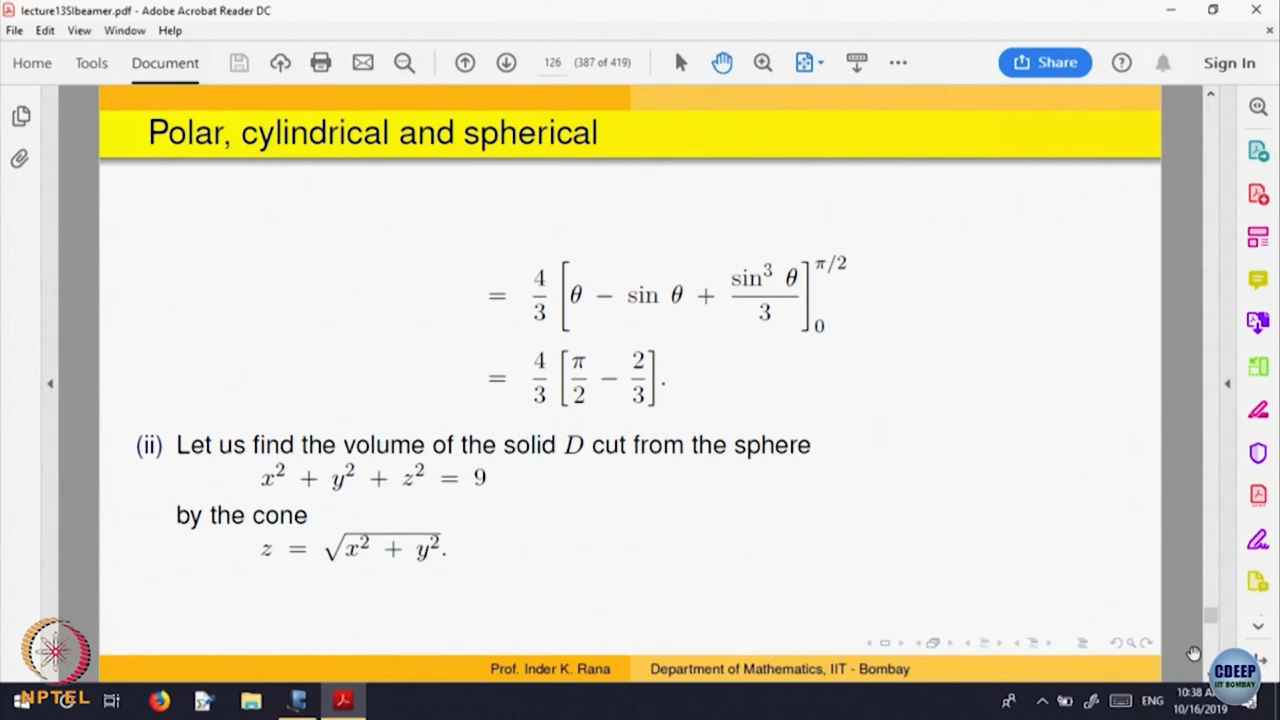 lecture13Slbeamer.pdf - Adobe Acrobat Reader DC
File Edit View Window Help
Home Tools Document 126 (387 of 419) Share Sign In
Polar, cylindrical and spherical
= 4/3 [θ − sin θ + sin³ θ/3]₀^{π/2}
= 4/3 [π/2 − 2/3].
(ii) Let us find the volume of the solid D cut from the sphere
x² + y² + z² = 9
by the cone
z = √(x² + y²).
Prof. Inder K. Rana Department of Mathematics, IIT - Bombay
NPTEL
CDEEP
IIT BOMBAY
ENG
10:38 A
10/16/2019